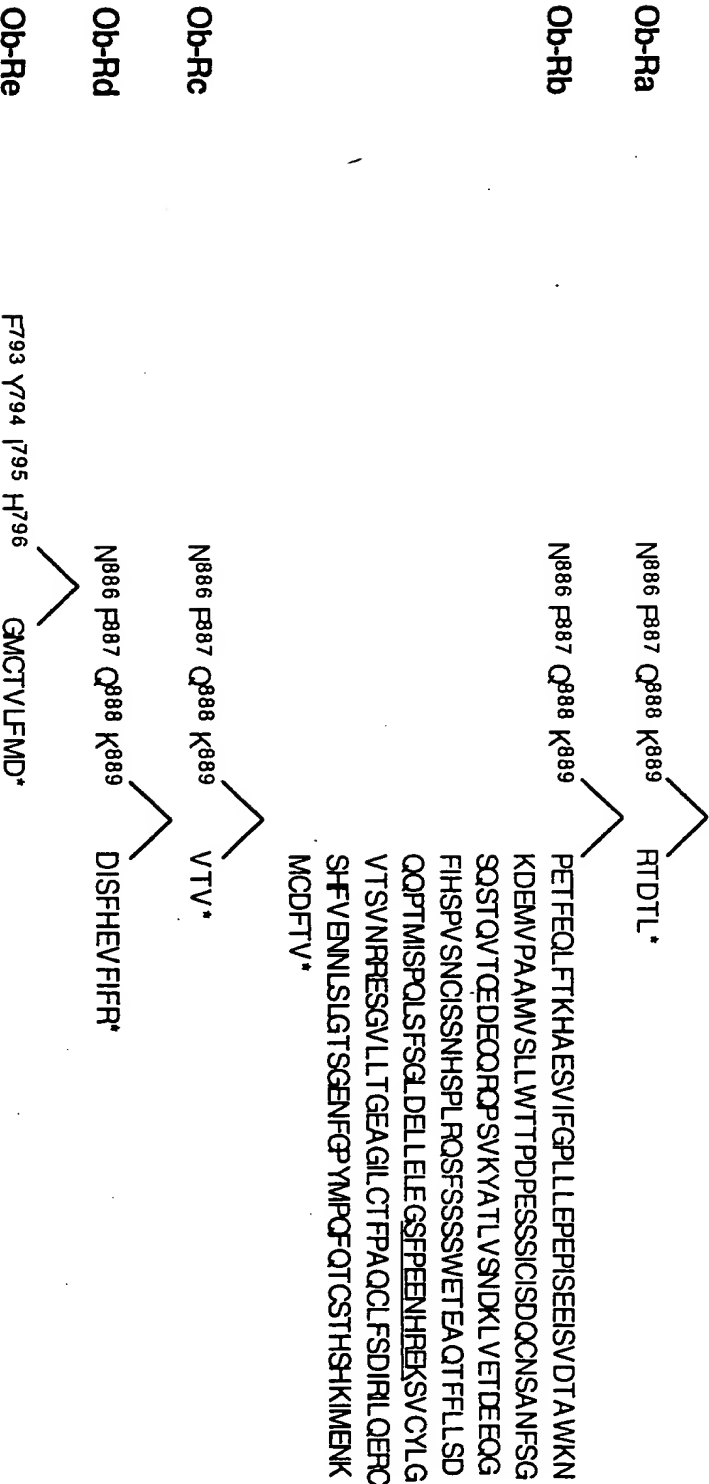 Ob-Ra N886 F887 Q888 K889 RTDTL*
Ob-Rb N886 F887 Q888 K889 PETFEQLFTKHAESVIFGPLLLEPEPISEEISVDTAWKN
KDEMVPAAMVSLLWTTPDPESSSICISDQCNSANFSG
SQSTQVTCEDECQRQPSVKYATLVSNDKLVETDEEQG
FIHSPVSNCISSNHSPLRQSFSSSSWETEAQTFFLLSD
QQPTMISPQLSFSGLDELLELEGSFPEENHREKSVCYLG
VTSVNRRESGVLLTGEAGILCTFPAQCLFSDIRILQERC
SHFVENNLSLGTSGENFGPYMPQFQTCSTHSHKIMENK
MCDFTV*
Ob-Rc N886 F887 Q888 K889 VTV*
Ob-Rd N886 F887 Q888 K889 DISFHEVFIFR*
Ob-Re F793 Y794 I795 H796 GMCTVLFMD*